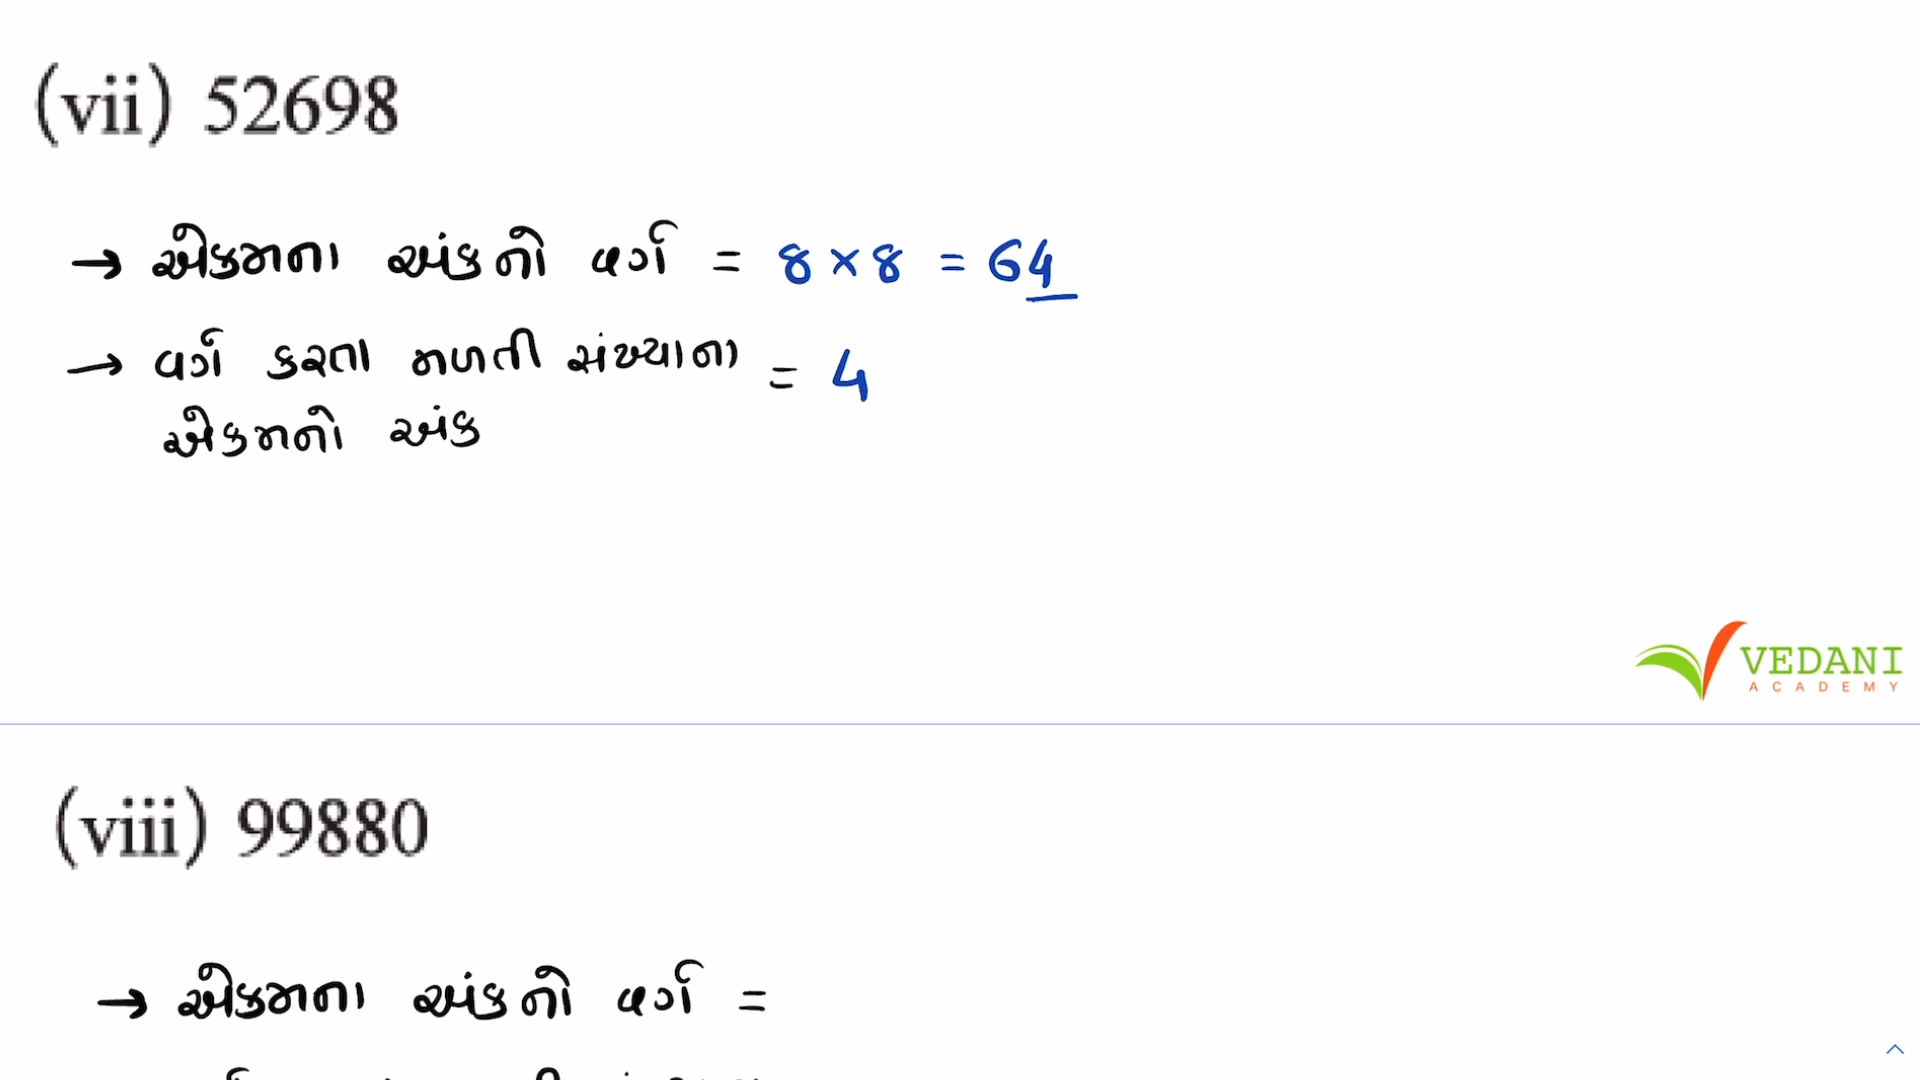 (vii) 52698
→ એકમના અંકનો વર્ગ = 8 × 8 = 64
→ વર્ગ કરતા મળતી સંખ્યાના = 4
એકમનો અંક
VEDANI
ACADEMY
(viii) 99880
→ એકમના અંકનો વર્ગ =